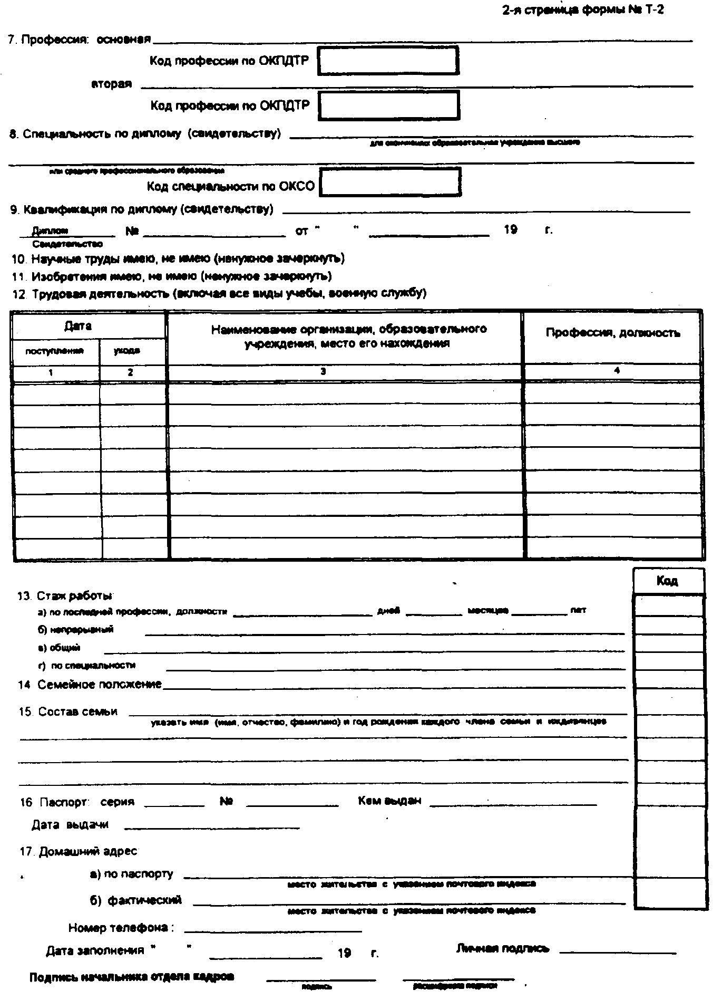 2-я страница формы № Т-2
7. Профессия: основная
Код профессии по ОКПДТР
вторая
Код профессии по ОКПДТР
8. Специальность по диплому (свидетельству)
для окончивших образовательная учреждение высшего
или среднего профессионального образования
Код специальности по ОКСО
9. Квалификация по диплому (свидетельству)
Диплом № от " " 19 г.
Свидетельство
10. Научные труды имею, не имею (ненужное зачеркнуть)
11. Изобретения имею, не имею (ненужное зачеркнуть)
12. Трудовая деятельность (включая все виды учебы, военную службу)
Дата
Наименование организации, образовательного учреждения, место его нахождения
Профессия, должность
поступления ухода
1 2 3 4
Код
13. Стаж работы
а) по последней профессии, должности дней месяцев лет
б) непрерывный
в) общий
г) по специальности
14 Семейное положение
15. Состав семьи
указать имя (имя, отчество, фамилию) и год рождения каждого члена семьи и иждивенцев
16 Паспорт: серия № Кем выдан
Дата выдачи
17. Домашний адрес
а) по паспорту
место жительства с указанием почтового индекса
б) фактический
место жительства с указанием почтового индекса
Номер телефона :
Дата заполнения " " 19 г. Личная подпись
Подпись начальника отдела кадров
подпись расшифровка подписи